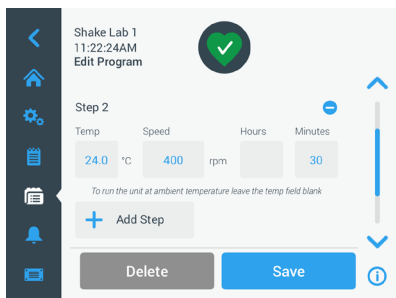 Shake Lab 1
11:22:24AM
Edit Program
Step 2
Temp Speed Hours Minutes
24.0 °C 400 rpm 30
To run the unit at ambient temperature leave the temp field blank
+ Add Step
Delete Save